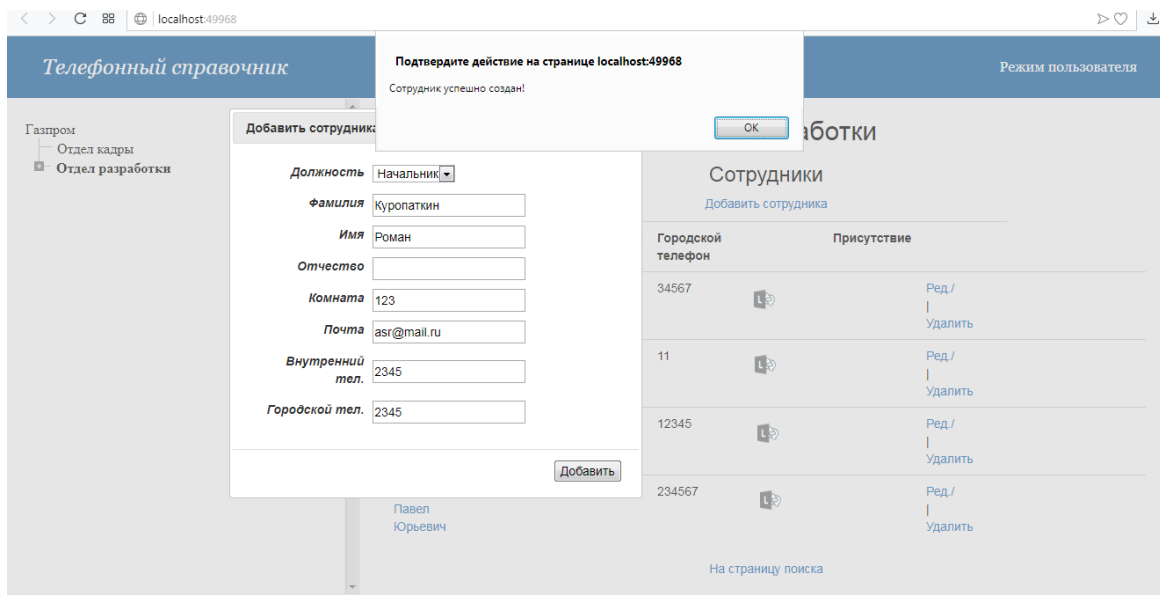 localhost:49968
Телефонный справочник
Режим пользователя
Подтвердите действие на странице localhost:49968
Сотрудник успешно создан!
OK
Газпром
Отдел кадры
Отдел разработки
Добавить сотрудника
Должность Начальник
Фамилия Куропаткин
Имя Роман
Отчество
Комната 123
Почта asr@mail.ru
Внутренний
тел. 2345
Городской тел. 2345
Добавить
Сотрудники
Добавить сотрудника
Городской Присутствие
телефон
34567 Ред./
|
Удалить
11 Ред./
|
Удалить
12345 Ред./
|
Удалить
234567 Ред./
|
Удалить
Павел
Юрьевич
На страницу поиска